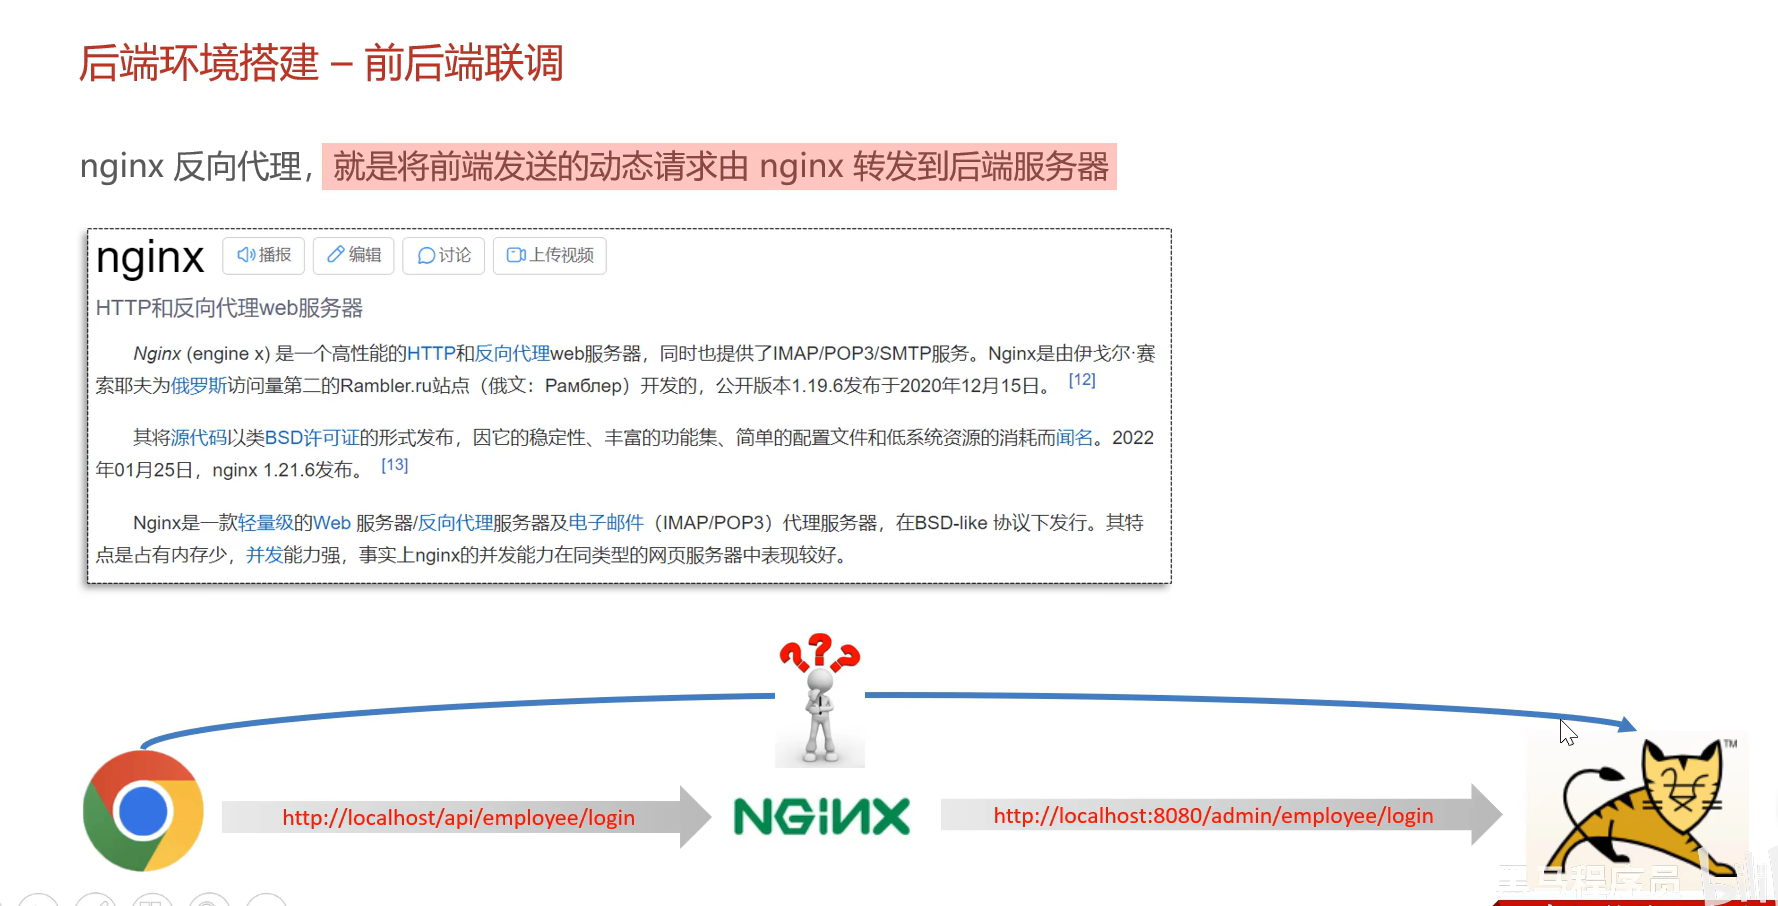 后端环境搭建 – 前后端联调
nginx 反向代理，就是将前端发送的动态请求由 nginx 转发到后端服务器
nginx 播报 编辑 讨论 上传视频
HTTP和反向代理web服务器
Nginx (engine x) 是一个高性能的HTTP和反向代理web服务器，同时也提供了IMAP/POP3/SMTP服务。Nginx是由伊戈尔·赛
索耶夫为俄罗斯访问量第二的Rambler.ru站点（俄文：Рамблер）开发的，公开版本1.19.6发布于2020年12月15日。 [12]
其将源代码以类BSD许可证的形式发布，因它的稳定性、丰富的功能集、简单的配置文件和低系统资源的消耗而闻名。2022
年01月25日，nginx 1.21.6发布。 [13]
Nginx是一款轻量级的Web 服务器/反向代理服务器及电子邮件（IMAP/POP3）代理服务器，在BSD-like 协议下发行。其特
点是占有内存少，并发能力强，事实上nginx的并发能力在同类型的网页服务器中表现较好。
???
TM
http://localhost/api/employee/login
NGINX
http://localhost:8080/admin/employee/login
黑马程序员